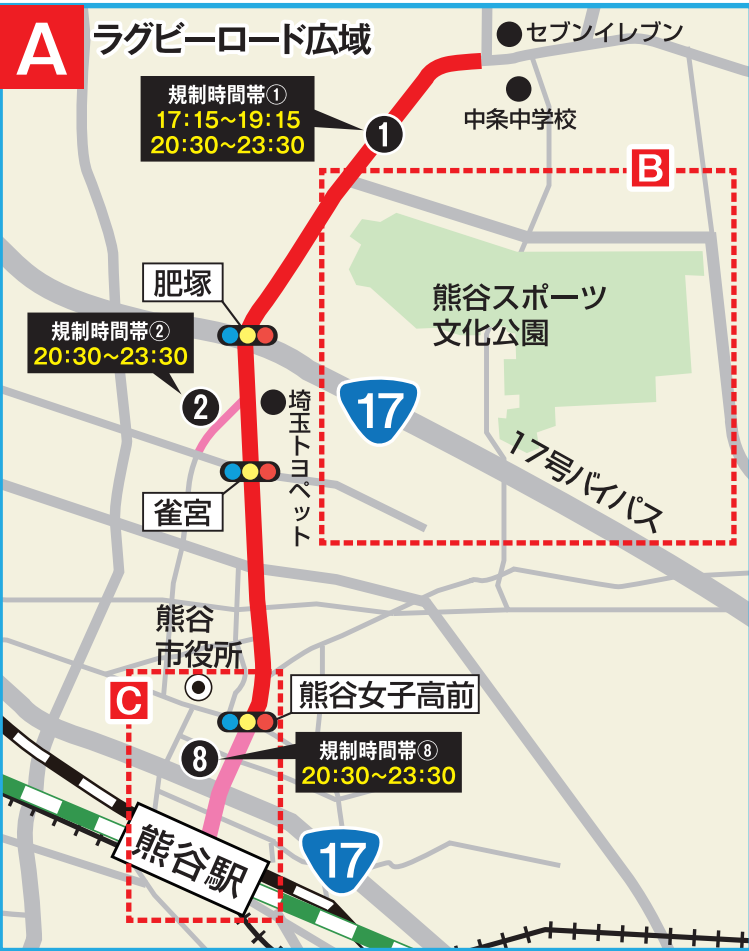 A
ラグビーロード広域
セブンイレブン
規制時間帯①
17:15~19:15
20:30~23:30
1
中条中学校
B
肥塚
熊谷スポーツ
文化公園
規制時間帯②
20:30~23:30
2
埼玉トヨペット
17
17号バイパス
雀宮
熊谷
市役所
C
熊谷女子高前
8
規制時間帯⑧
20:30~23:30
熊谷駅
17